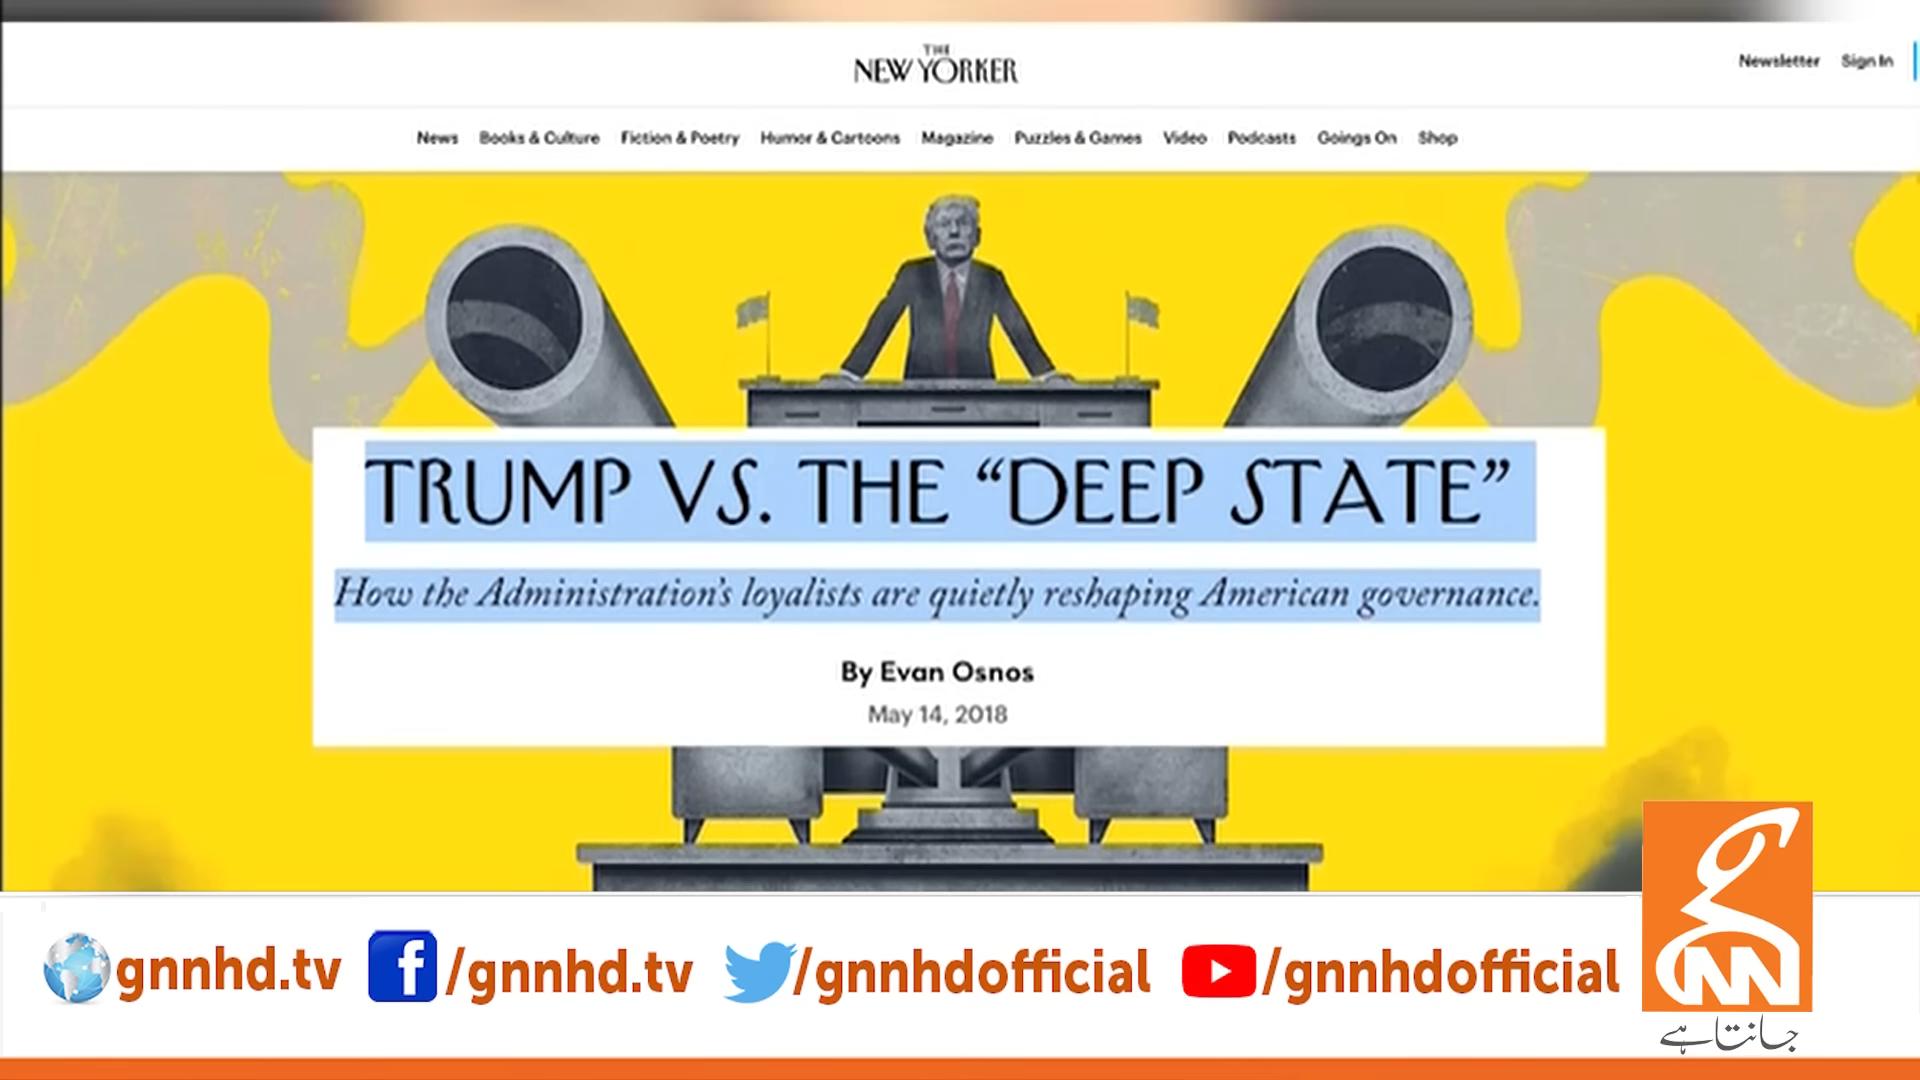 THE
NEW YORKER
Newsletter Sign In
News Books & Culture Fiction & Poetry Humor & Cartoons Magazine Puzzles & Games Video Podcasts Goings On Shop
TRUMP VS. THE “DEEP STATE”
How the Administration’s loyalists are quietly reshaping American governance.
By Evan Osnos
May 14, 2018
gnnhd.tv /gnnhd.tv /gnnhdofficial /gnnhdofficial
GNN
جانتا ہے